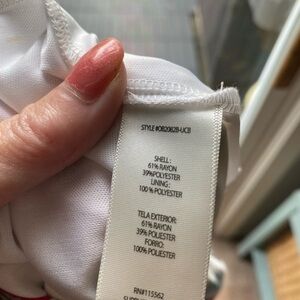 STYLE#OB20828-UCB
SHELL:
61% RAYON
39%POLYESTER
LINING:
100% POLYESTER
TELA EXTERIOR:
61% RAYON
39% POLYESTER
FORRO:
100% POLYESTER
RN#115562